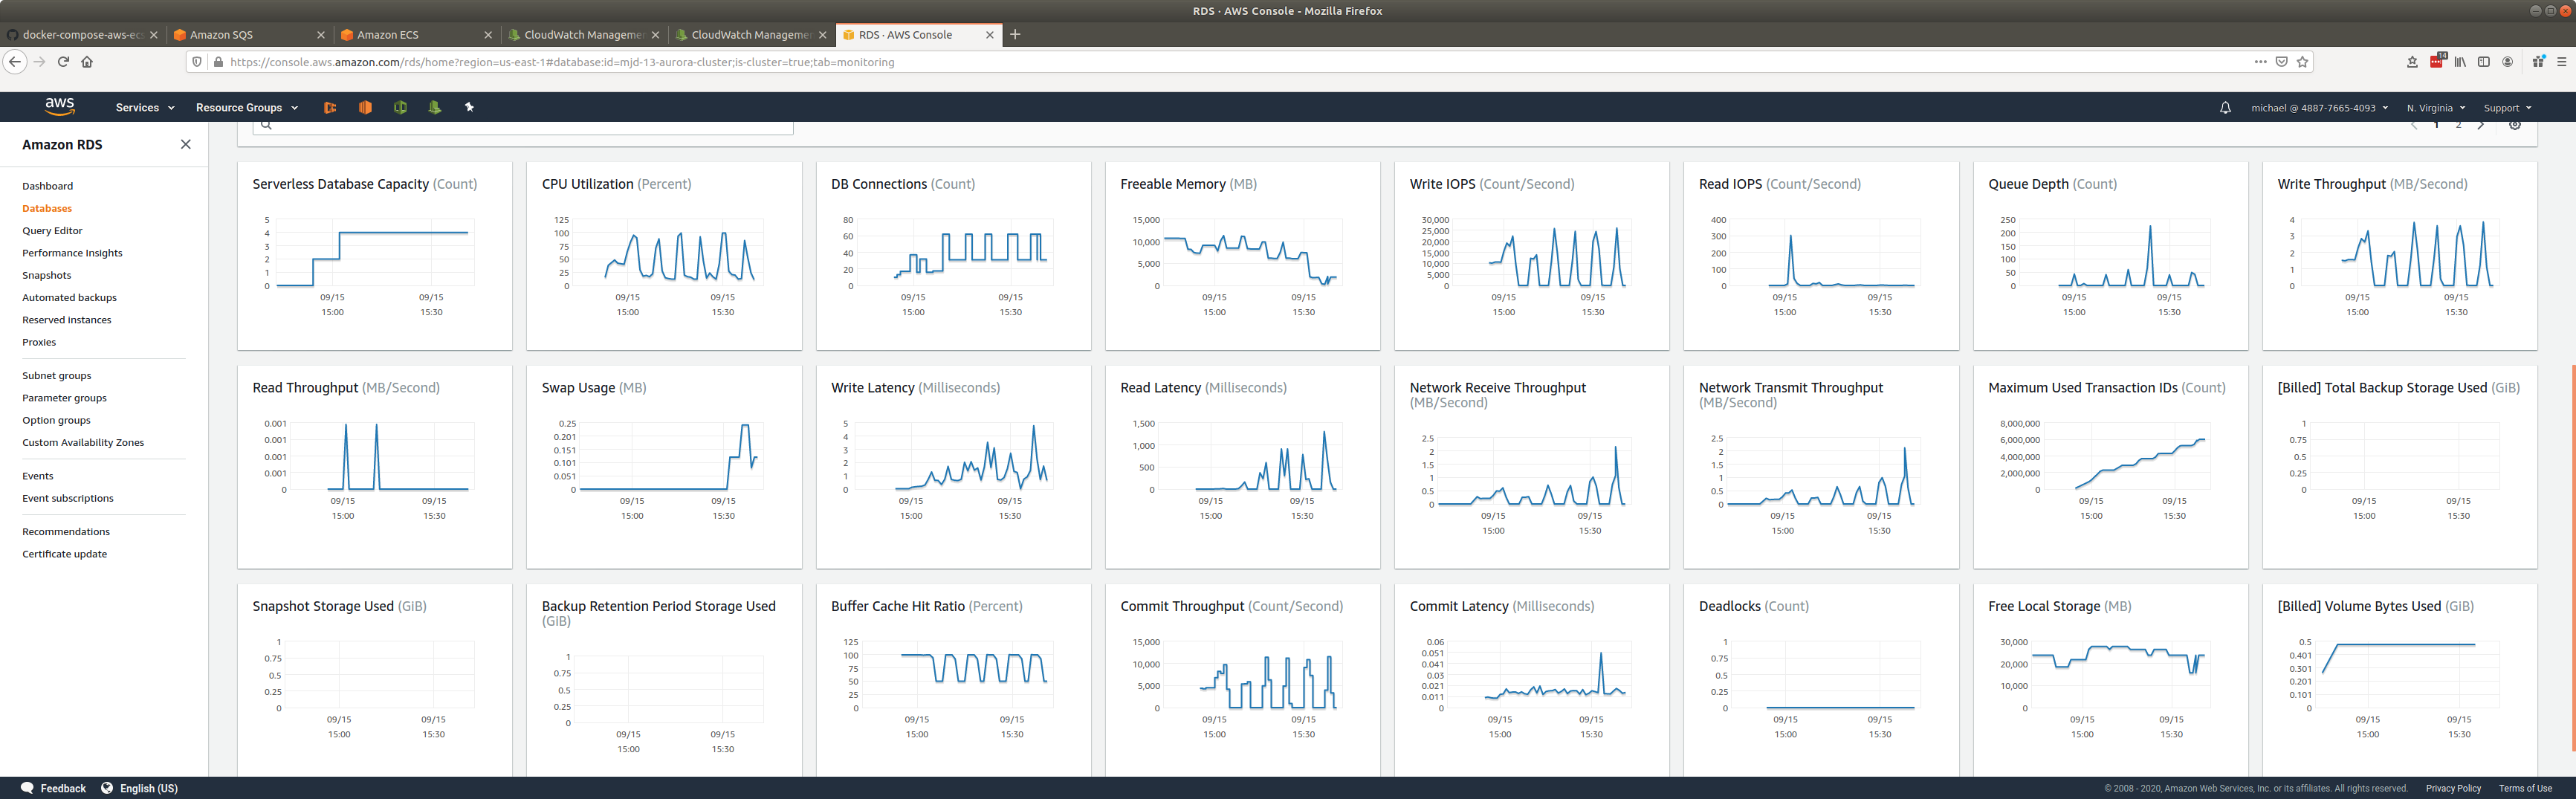 RDS · AWS Console - Mozilla Firefox
docker-compose-aws-ecs
Amazon SQS
Amazon ECS
CloudWatch Manageme
CloudWatch Manageme
RDS · AWS Console
https://console.aws.amazon.com/rds/home?region=us-east-1#database:id=mjd-13-aurora-cluster;is-cluster=true;tab=monitoring
14
aws
Services
Resource Groups
michael @ 4887-7665-4093
N. Virginia
Support
Amazon RDS
1 2
Dashboard
Databases
Query Editor
Performance Insights
Snapshots
Automated backups
Reserved instances
Proxies
Subnet groups
Parameter groups
Option groups
Custom Availability Zones
Events
Event subscriptions
Recommendations
Certificate update
Serverless Database Capacity (Count)
5
4
3
2
1
0
09/15 09/15
15:00 15:30
CPU Utilization (Percent)
125
100
75
50
25
0
09/15 09/15
15:00 15:30
DB Connections (Count)
80
60
40
20
0
09/15 09/15
15:00 15:30
Freeable Memory (MB)
15,000
10,000
5,000
0
09/15 09/15
15:00 15:30
Write IOPS (Count/Second)
30,000
25,000
20,000
15,000
10,000
5,000
0
09/15 09/15
15:00 15:30
Read IOPS (Count/Second)
400
300
200
100
0
09/15 09/15
15:00 15:30
Queue Depth (Count)
250
200
150
100
50
0
09/15 09/15
15:00 15:30
Write Throughput (MB/Second)
4
3
2
1
0
09/15 09/15
15:00 15:30
Read Throughput (MB/Second)
0.001
0.001
0.001
0.001
0
09/15 09/15
15:00 15:30
Swap Usage (MB)
0.25
0.201
0.151
0.101
0.051
0
09/15 09/15
15:00 15:30
Write Latency (Milliseconds)
5
4
3
2
1
0
09/15 09/15
15:00 15:30
Read Latency (Milliseconds)
1,500
1,000
500
0
09/15 09/15
15:00 15:30
Network Receive Throughput
(MB/Second)
2.5
2
1.5
1
0.5
0
09/15 09/15
15:00 15:30
Network Transmit Throughput
(MB/Second)
2.5
2
1.5
1
0.5
0
09/15 09/15
15:00 15:30
Maximum Used Transaction IDs (Count)
8,000,000
6,000,000
4,000,000
2,000,000
0
09/15 09/15
15:00 15:30
[Billed] Total Backup Storage Used (GiB)
1
0.75
0.5
0.25
0
09/15 09/15
15:00 15:30
Snapshot Storage Used (GiB)
1
0.75
0.5
0.25
0
09/15 09/15
15:00 15:30
Backup Retention Period Storage Used
(GiB)
1
0.75
0.5
0.25
0
09/15 09/15
15:00 15:30
Buffer Cache Hit Ratio (Percent)
125
100
75
50
25
0
09/15 09/15
15:00 15:30
Commit Throughput (Count/Second)
15,000
10,000
5,000
0
09/15 09/15
15:00 15:30
Commit Latency (Milliseconds)
0.06
0.051
0.041
0.03
0.021
0.011
0
09/15 09/15
15:00 15:30
Deadlocks (Count)
1
0.75
0.5
0.25
0
09/15 09/15
15:00 15:30
Free Local Storage (MB)
30,000
20,000
10,000
0
09/15 09/15
15:00 15:30
[Billed] Volume Bytes Used (GiB)
0.5
0.401
0.301
0.201
0.101
0
09/15 09/15
15:00 15:30
Feedback
English (US)
© 2008 - 2020, Amazon Web Services, Inc. or its affiliates. All rights reserved.
Privacy Policy
Terms of Use